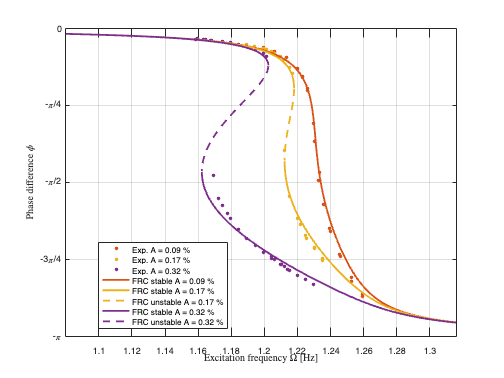 0
-π/4
-π/2
-3π/4
-π
Phase difference ϕ
Exp. A = 0.09 %
Exp. A = 0.17 %
Exp. A = 0.32 %
FRC stable A = 0.09 %
FRC stable A = 0.17 %
FRC unstable A = 0.17 %
FRC stable A = 0.32 %
FRC unstable A = 0.32 %
1.1 1.12 1.14 1.16 1.18 1.2 1.22 1.24 1.26 1.28 1.3
Excitation frequency Ω [Hz]